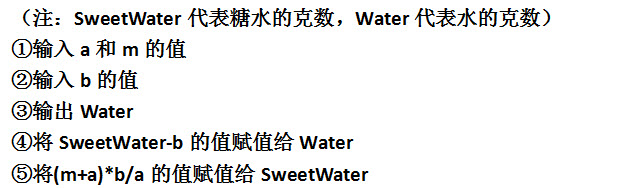 （注：SweetWater 代表糖水的克数，Water 代表水的克数）
①输入 a 和 m 的值
②输入 b 的值
③输出 Water
④将 SweetWater-b 的值赋值给 Water
⑤将(m+a)*b/a 的值赋值给 SweetWater